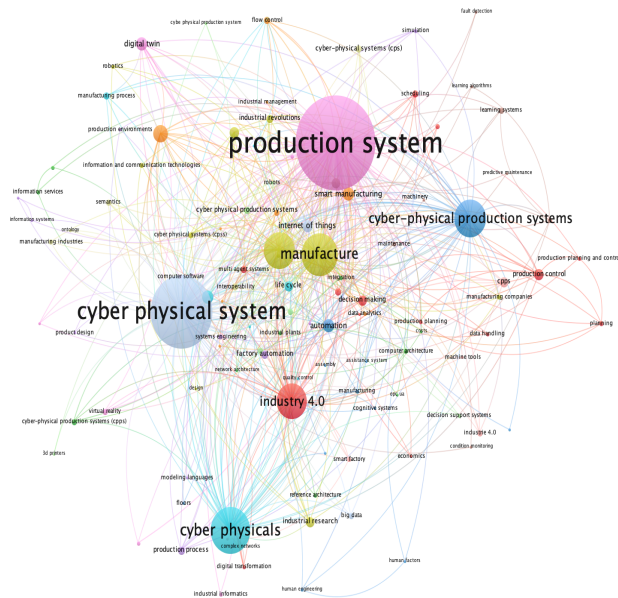 fault detection
cybe physical production system
flow control
simulation
digital twin
cyber-physical systems (cps)
robotics
learning algorithms
manufacturing process
scheduling
industrial management
learning systems
industrial revolutions
production environments
production system
information and communication technologies
predictive maintenance
robots
smart manufacturing
information services
machinery
semantics
cyber physical production systems
cyber-physical production systems
information systems
internet of things
ontology
cyber physical systems (cpss)
manufacturing industries
maintenance
manufacture
production planning and contr
multi agent systems
computer software
integration
production control
interoperability
life cycle
cpps
decision making
manufacturing companies
data analytics
cyber physical system
production planning
automation
planning
product design
industrial plants
costs
data handling
systems engineering
computer architecture
factory automation
machine tools
assistance system
network architecture
assembly
quality control
design
manufacturing
opc ua
industry 4.0
virtual reality
cognitive systems
decision support systems
cyber-physical production systems (cpps)
industrie 4.0
condition monitoring
3d printers
smart factory
economics
modeling languages
reference architecture
floors
big data
industrial research
cyber physicals
complex networks
production process
human factors
digital transformation
human engineering
industrial informatics